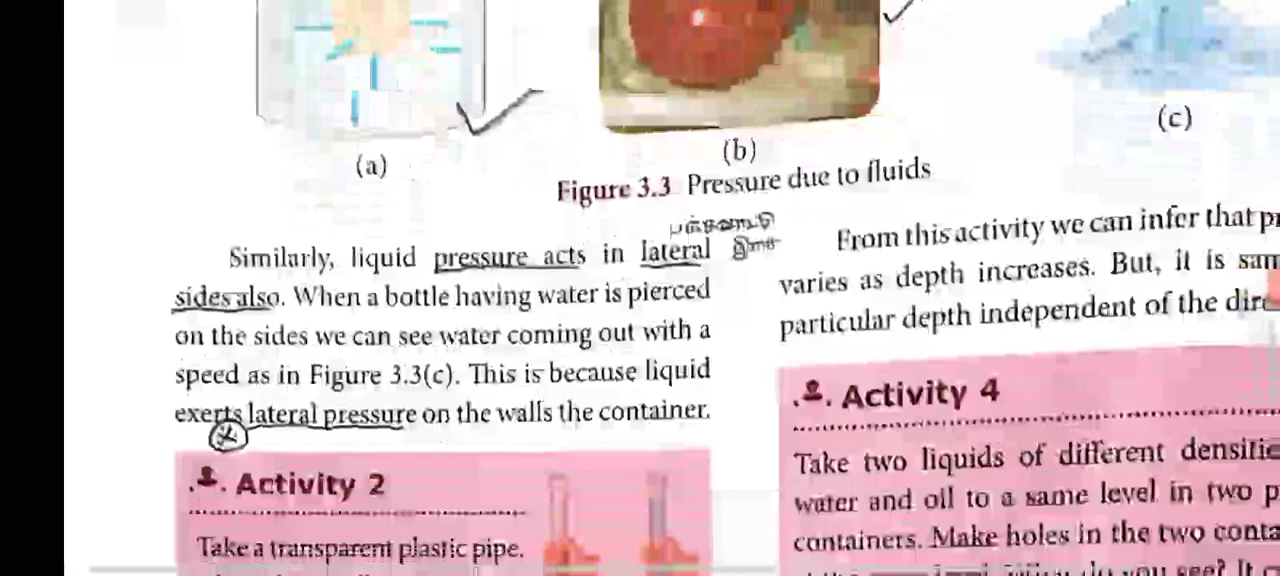 (a)
(b)
(c)
Figure 3.3 Pressure due to fluids
Similarly, liquid pressure acts in lateral
sides also. When a bottle having water is pierced
on the sides we can see water coming out with a
speed as in Figure 3.3(c). This is because liquid
exerts lateral pressure on the walls the container.
Activity 2
Take a transparent plastic pipe.
From this activity we can infer that
varies as depth increases. But, it is
particular depth independent of the
Activity 4
Take two liquids of different
water and oil to a same level in two
containers. Make holes in the two
you see? It